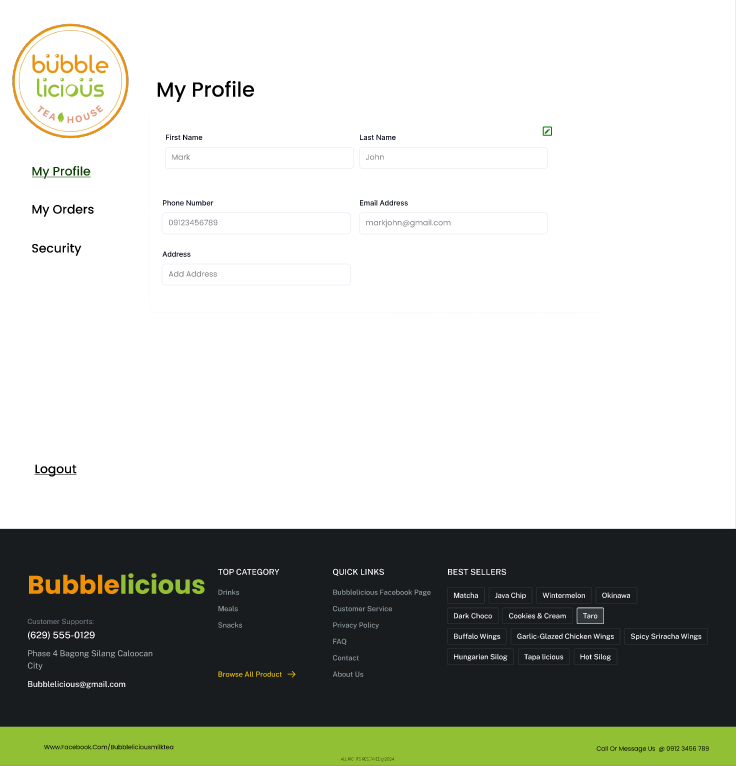 bubble
licious
TEA HOUSE
My Profile
My Orders
Security
Logout
My Profile
First Name
Last Name
Mark
John
Phone Number
Email Address
09123456789
markjohn@gmail.com
Address
Add Address
Bubblelicious
Customer Supports:
(629) 555-0129
Phase 4 Bagong Silang Caloocan
City
Bubblelicious@gmail.com
TOP CATEGORY
Drinks
Meals
Snacks
Browse All Product
QUICK LINKS
Bubblelicious Facebook Page
Customer Service
Privacy Policy
FAQ
Contact
About Us
BEST SELLERS
Matcha
Java Chip
Wintermelon
Okinawa
Dark Choco
Cookies & Cream
Taro
Buffalo Wings
Garlic-Glazed Chicken Wings
Spicy Sriracha Wings
Hungarian Silog
Tapa licious
Hot Silog
Www.Facebook.Com/Bubbleliciousmilktea
Call Or Message Us @ 0912 3456 789